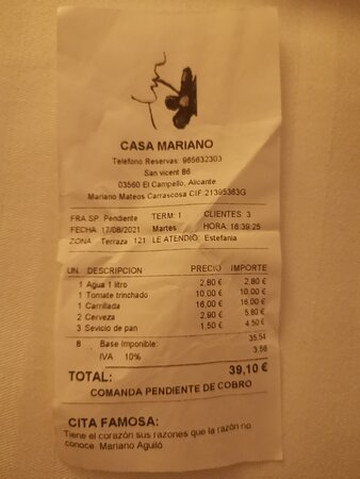 CASA MARIANO
Telefono Reservas: 965632303
San vicent 86
03560 El Campello, Alicante
Mariano Mateos Carrascosa CIF:21395383G
FRA.SP. Pendiente TERM: 1 CLIENTES: 3
FECHA: 17/08/2021 Martes HORA: 16:39:25
ZONA: Terraza 121 LE ATENDIO: Estefania
UN. DESCRIPCION PRECIO IMPORTE
1 Agua 1 litro 2,80 € 2,80 €
1 Tomate trinchado 10,00 € 10,00 €
1 Carrillada 16,00 € 16,00 €
2 Cerveza 2,90 € 5,80 €
3 Sevicio de pan 1,50 € 4,50 €
8 Base Imponible: 35,54
IVA 10% 3,56
TOTAL: 39,10 €
COMANDA PENDIENTE DE COBRO
CITA FAMOSA:
Tiene el corazón sus razones que la razón no
conoce. Mariano Aguiló